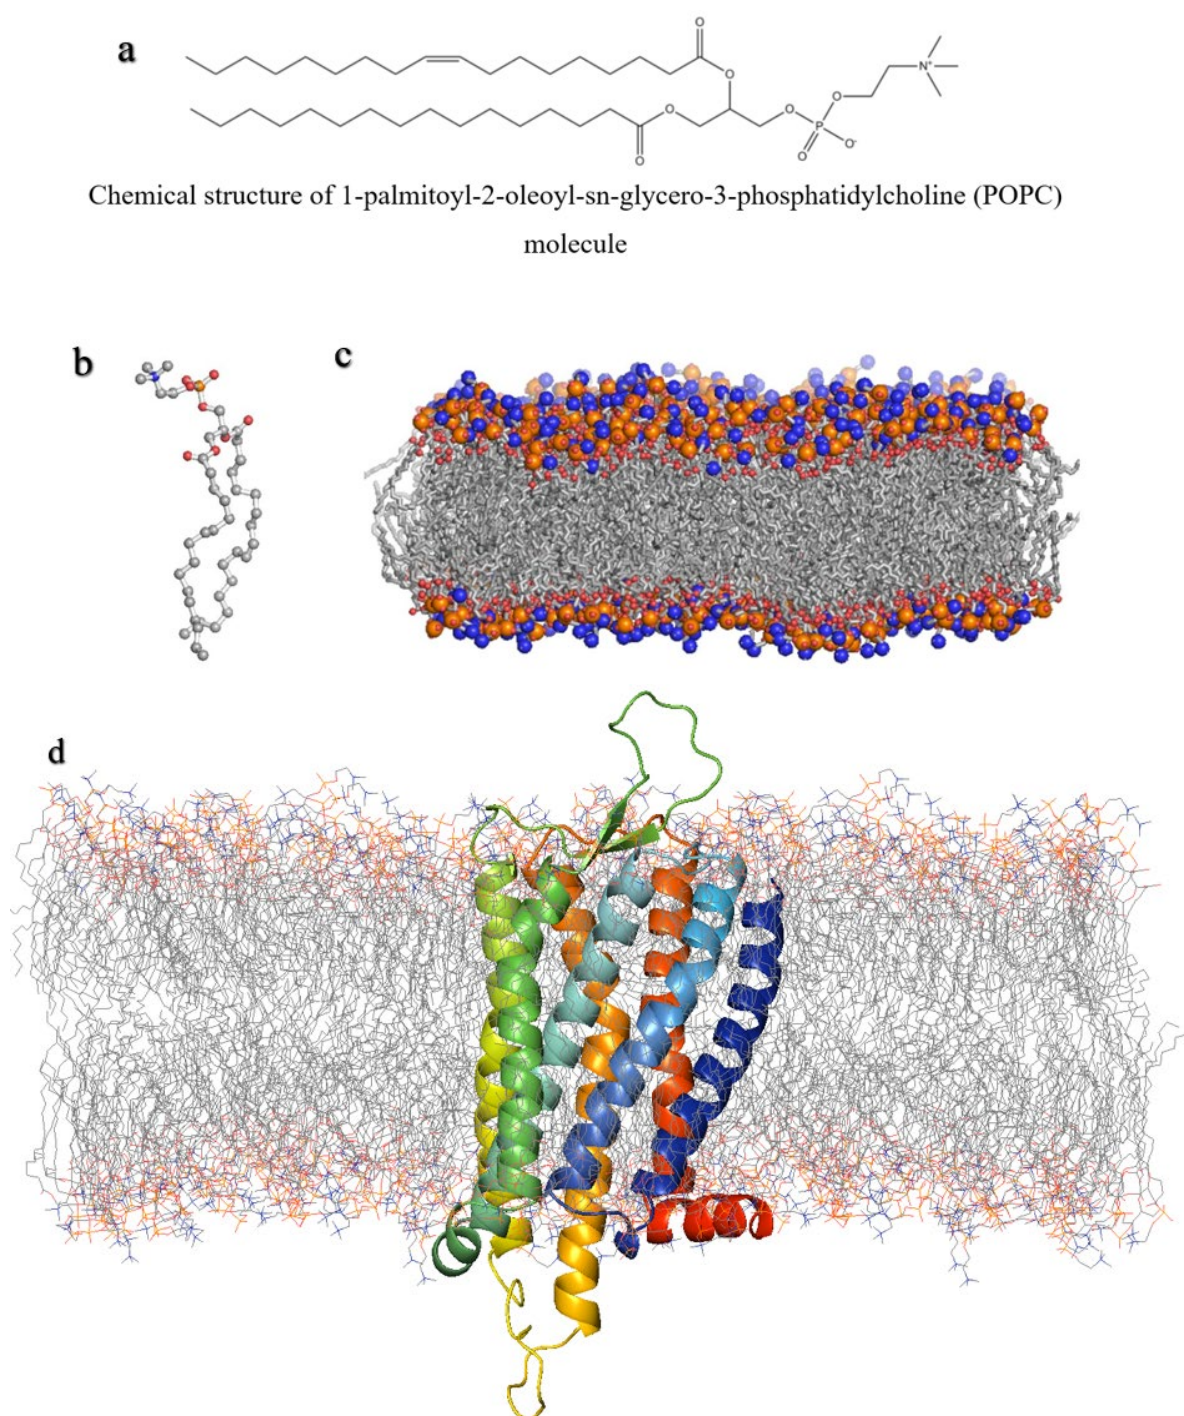 a
O
O
N⁺
O
O
O
P
O
O⁻
O
Chemical structure of 1-palmitoyl-2-oleoyl-sn-glycero-3-phosphatidylcholine (POPC)
molecule
b
c
d